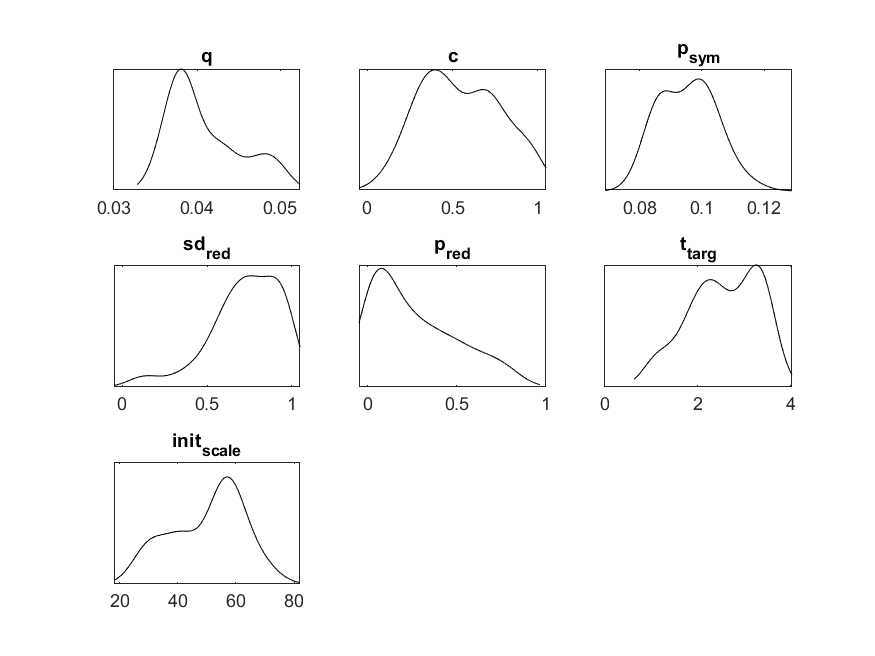 q c p_sym
0.03 0.04 0.05 0 0.5 1 0.08 0.1 0.12
sd_red p_red t_targ
0 0.5 1 0 0.5 1 0 2 4
init_scale
20 40 60 80